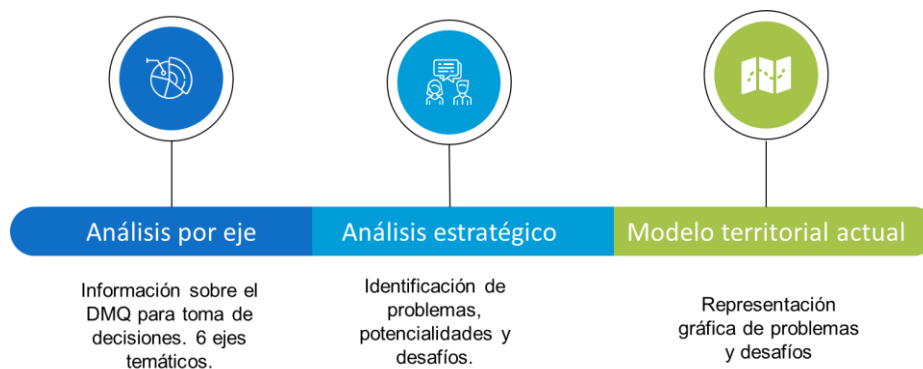 Análisis por eje
Análisis estratégico
Modelo territorial actual
Información sobre el
DMQ para toma de
decisiones. 6 ejes
temáticos.
Identificación de
problemas,
potencialidades y
desafíos.
Representación
gráfica de problemas
y desafíos